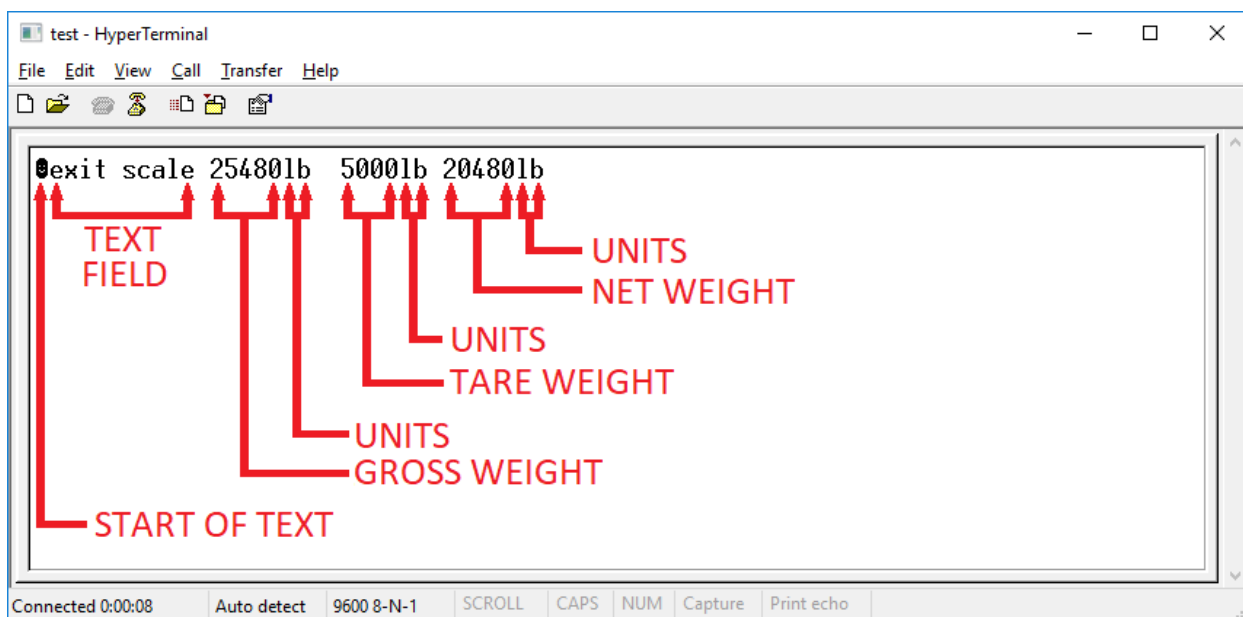 test - HyperTerminal
File Edit View Call Transfer Help
☻exit scale 25480lb  5000lb 20480lb
TEXT
FIELD
UNITS
NET WEIGHT
UNITS
TARE WEIGHT
UNITS
GROSS WEIGHT
START OF TEXT
Connected 0:00:08 Auto detect 9600 8-N-1 SCROLL CAPS NUM Capture Print echo